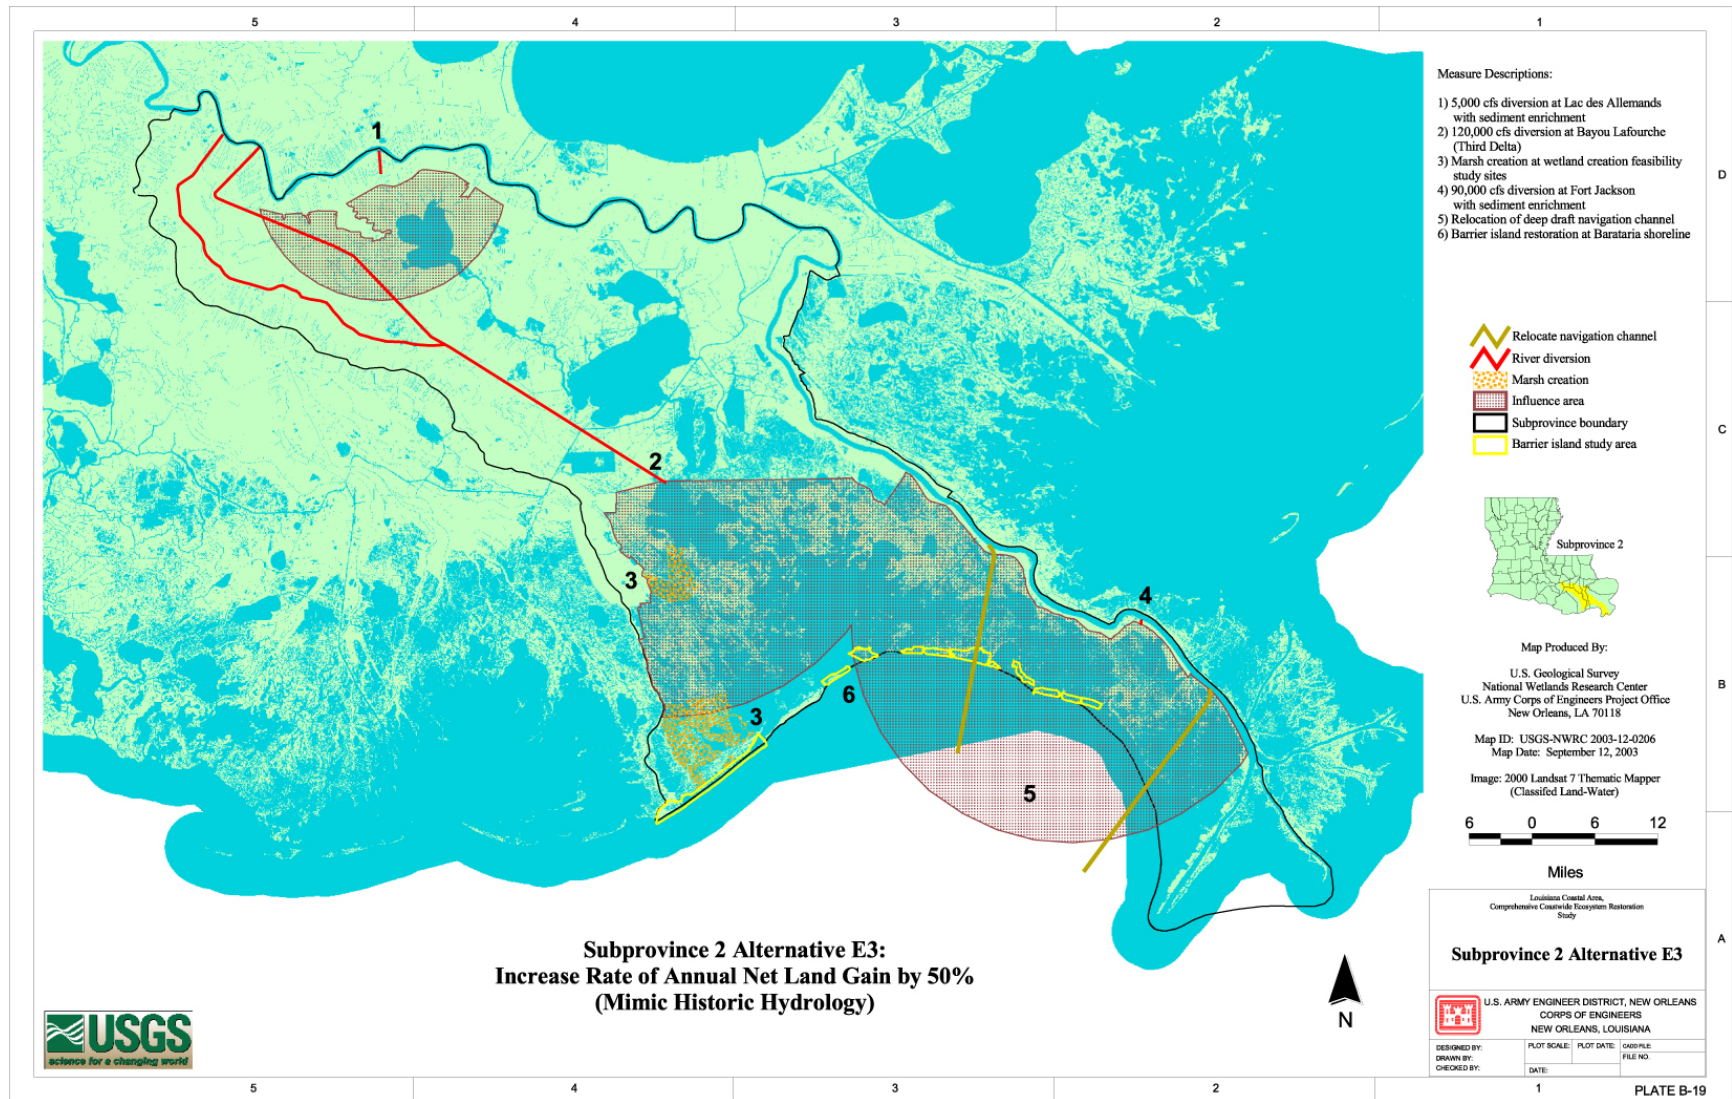 5 4 3 2 1
Measure Descriptions:
1) 5,000 cfs diversion at Lac des Allemands
with sediment enrichment
2) 120,000 cfs diversion at Bayou Lafourche
(Third Delta)
3) Marsh creation at wetland creation feasibility
study sites
4) 90,000 cfs diversion at Fort Jackson
with sediment enrichment
5) Relocation of deep draft navigation channel
6) Barrier island restoration at Barataria shoreline
D
1
Relocate navigation channel
River diversion
Marsh creation
Influence area
Subprovince boundary
Barrier island study area
C
2
Subprovince 2
3
4
Map Produced By:
U.S. Geological Survey
National Wetlands Research Center
U.S. Army Corps of Engineers Project Office
New Orleans, LA 70118
B
6
3
Map ID: USGS-NWRC 2003-12-0206
Map Date: September 12, 2003
Image: 2000 Landsat 7 Thematic Mapper
(Classifed Land-Water)
5
6 0 6 12
Miles
Louisiana Coastal Area,
Comprehensive Coastwide Ecosystem Restoration
Study
Subprovince 2 Alternative E3
A
Subprovince 2 Alternative E3:
Increase Rate of Annual Net Land Gain by 50%
(Mimic Historic Hydrology)
N
U.S. ARMY ENGINEER DISTRICT, NEW ORLEANS
CORPS OF ENGINEERS
NEW ORLEANS, LOUISIANA
USGS
science for a changing world
DESIGNED BY:
DRAWN BY:
CHECKED BY:
PLOT SCALE:
PLOT DATE:
CADD FILE:
FILE NO.
DATE:
5 4 3 2 1
PLATE B-19